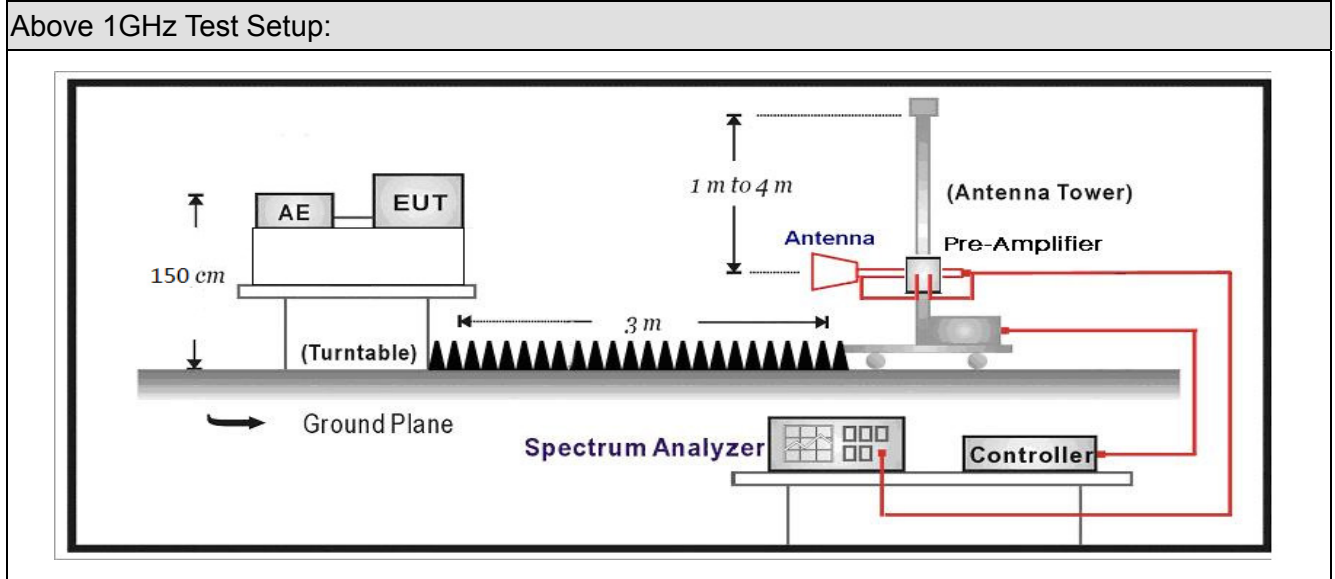 Above 1GHz Test Setup:
1 m to 4 m
(Antenna Tower)
AE
EUT
Antenna
Pre-Amplifier
150 cm
3 m
(Turntable)
Ground Plane
Spectrum Analyzer
Controller